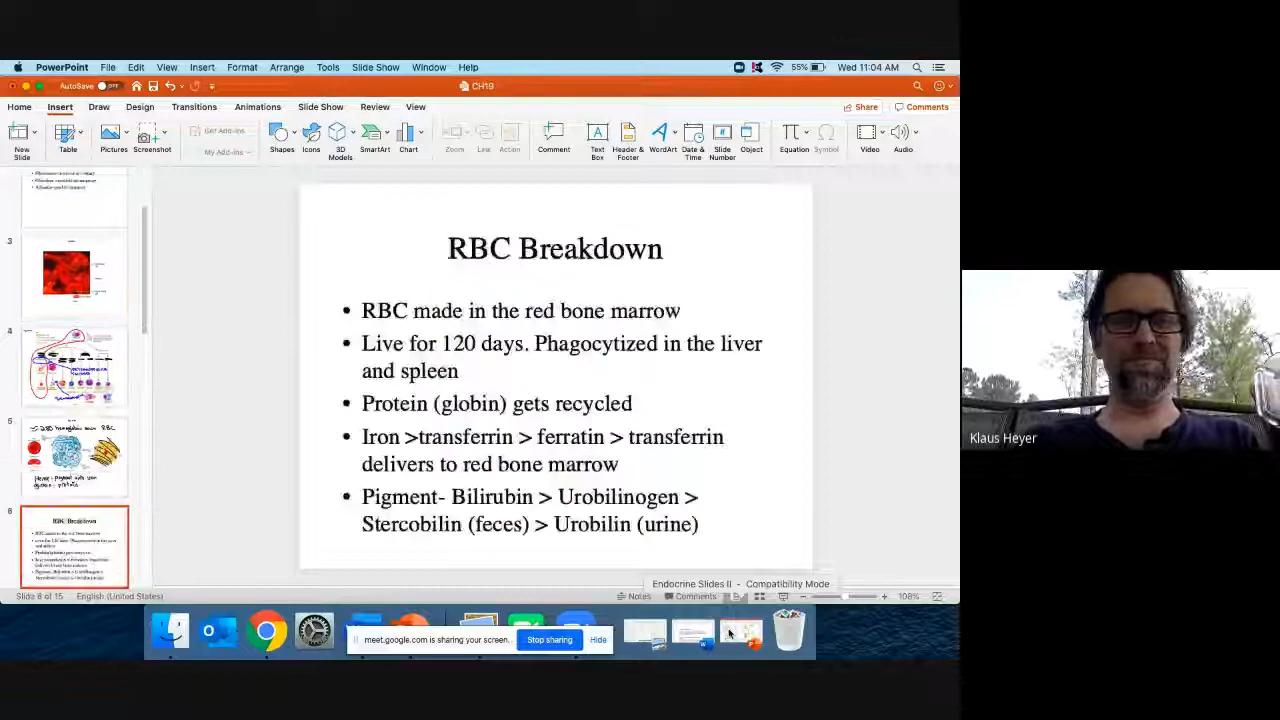 PowerPoint File Edit View Insert Format Arrange Tools Slide Show Window Help 55% Wed 11:04 AM
AutoSave OFF CH19
Home Insert Draw Design Transitions Animations Slide Show Review View Share Comments
Get Add-ins
My Add-ins
New Slide Table Pictures Screenshot Shapes Icons 3D Models SmartArt Chart Zoom Link Action Comment Text Box Header & Footer WordArt Date & Time Slide Number Object Equation Symbol Video Audio
3
4
5
6
RBC Breakdown
RBC Breakdown
• RBC made in the red bone marrow
• Live for 120 days. Phagocytized in the liver
and spleen
• Protein (globin) gets recycled
• Iron >transferrin > ferratin > transferrin
delivers to red bone marrow
• Pigment- Bilirubin > Urobilinogen >
Stercobilin (feces) > Urobilin (urine)
Klaus Heyer
Endocrine Slides II - Compatibility Mode
Slide 6 of 15 English (United States) Notes Comments 108%
meet.google.com is sharing your screen. Stop sharing Hide